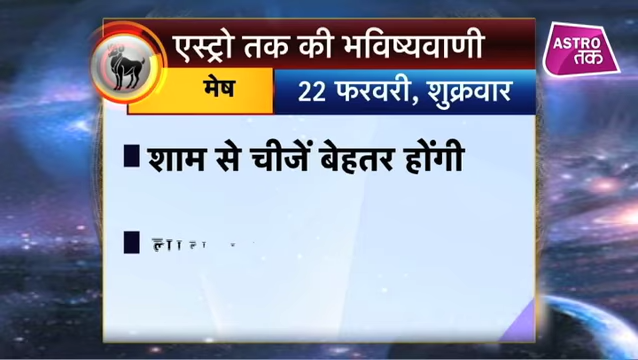 एस्ट्रो तक की भविष्यवाणी
ASTRO
तक
मेष
22 फरवरी, शुक्रवार
शाम से चीजें बेहतर होंगी